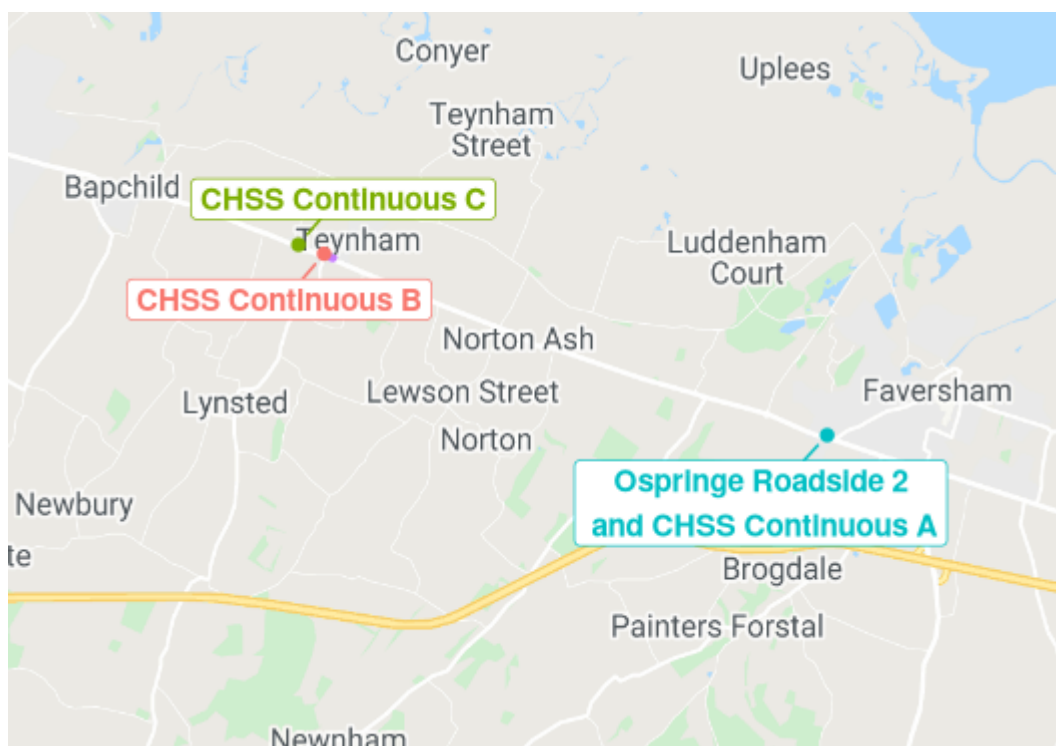 Conyer
Uplees
Teynham
Street
Bapchild
CHSS Continuous C
Teynham
Luddenham
Court
CHSS Continuous B
Norton Ash
Lewson Street
Faversham
Lynsted
Norton
Ospringe Roadside 2
and CHSS Continuous A
Newbury
te
Brogdale
Painters Forstal
Newnham